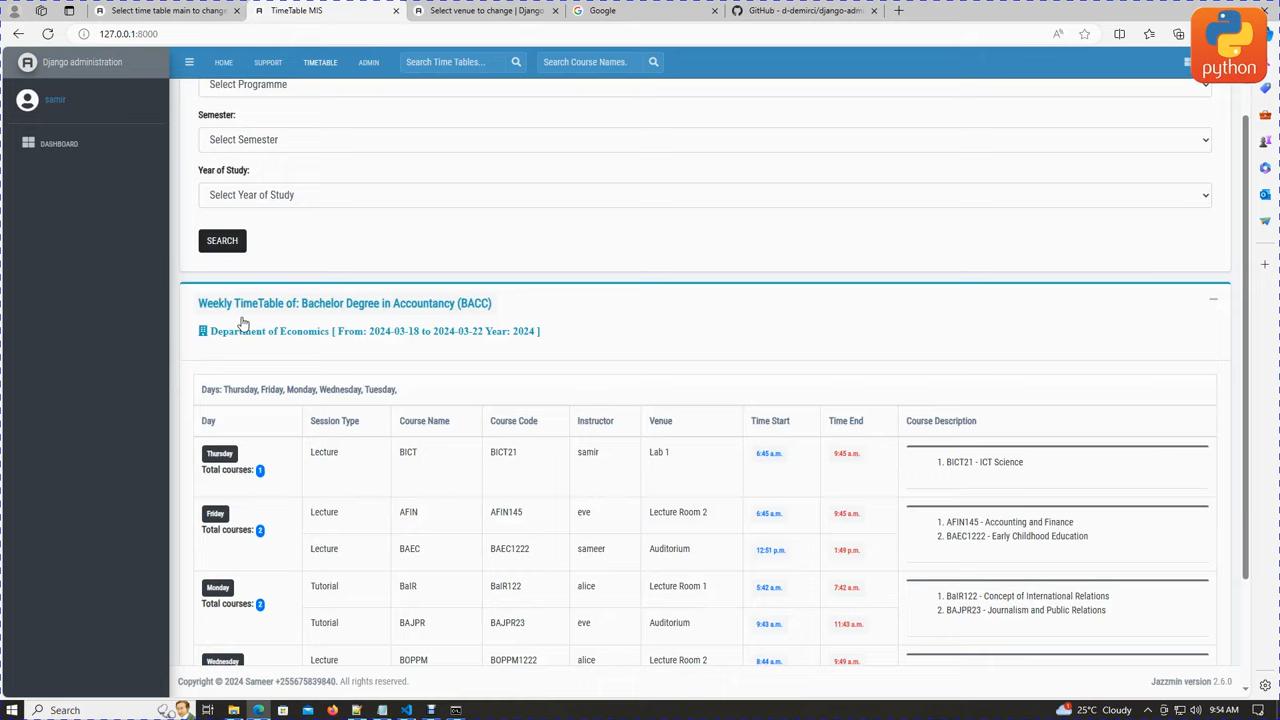 Select time table main to change
TimeTable MIS
Select venue to change | Django
Google
GitHub - d-demirci/django-adm
127.0.0.1:8000
python
Django administration
HOME
SUPPORT
TIMETABLE
ADMIN
Search Time Tables...
Search Course Names.
samir
DASHBOARD
Select Programme
Semester:
Select Semester
Year of Study:
Select Year of Study
SEARCH
Weekly TimeTable of: Bachelor Degree in Accountancy (BACC)
Department of Economics [ From: 2024-03-18 to 2024-03-22 Year: 2024 ]
Days: Thursday, Friday, Monday, Wednesday, Tuesday,
Day Session Type Course Name Course Code Instructor Venue Time Start Time End Course Description
Thursday Lecture BICT BICT21 samir Lab 1 6:45 a.m. 9:45 a.m. 1. BICT21 - ICT Science
Total courses: 1
Friday Lecture AFIN AFIN145 eve Lecture Room 2 6:45 a.m. 9:45 a.m. 1. AFIN145 - Accounting and Finance
Total courses: 2 2. BAEC1222 - Early Childhood Education
Lecture BAEC BAEC1222 sameer Auditorium 12:51 p.m. 1:49 p.m.
Monday Tutorial BaIR BaIR122 alice Lecture Room 1 5:42 a.m. 7:42 a.m. 1. BaIR122 - Concept of International Relations
Total courses: 2 2. BAJPR23 - Journalism and Public Relations
Tutorial BAJPR BAJPR23 eve Auditorium 9:43 a.m. 11:43 a.m.
Wednesday Lecture BOPPM BOPPM1222 alice Lecture Room 2 8:44 a.m. 9:49 a.m.
Copyright © 2024 Sameer +255675839840. All rights reserved.
Jazzmin version 2.6.0
Search
25°C Cloudy
9:54 AM